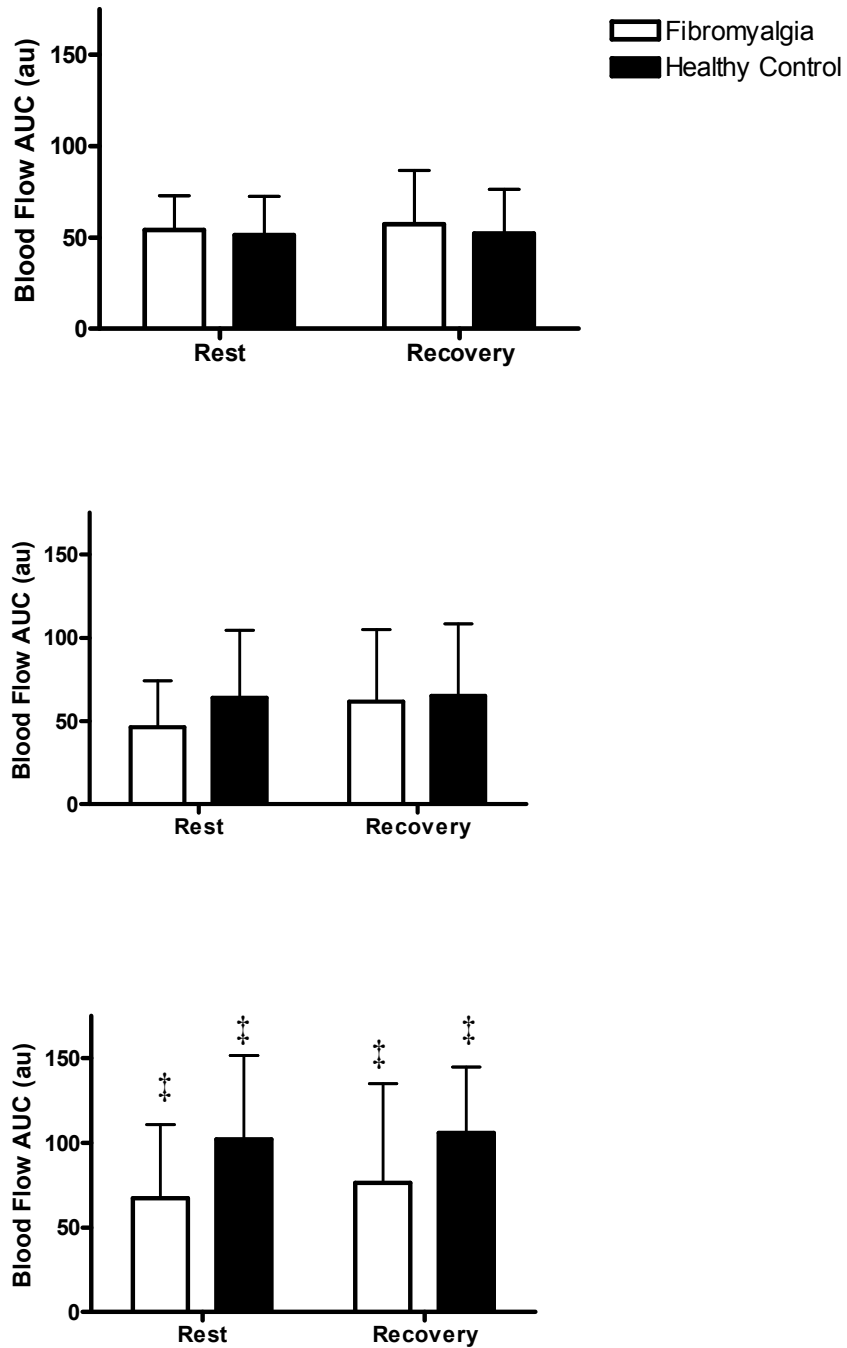 Fibromyalgia
Healthy Control
Blood Flow AUC (au)
150
100
50
0
Rest Recovery
Blood Flow AUC (au)
150
100
50
0
Rest Recovery
Blood Flow AUC (au)
150
100
50
0
‡ ‡ ‡ ‡
Rest Recovery